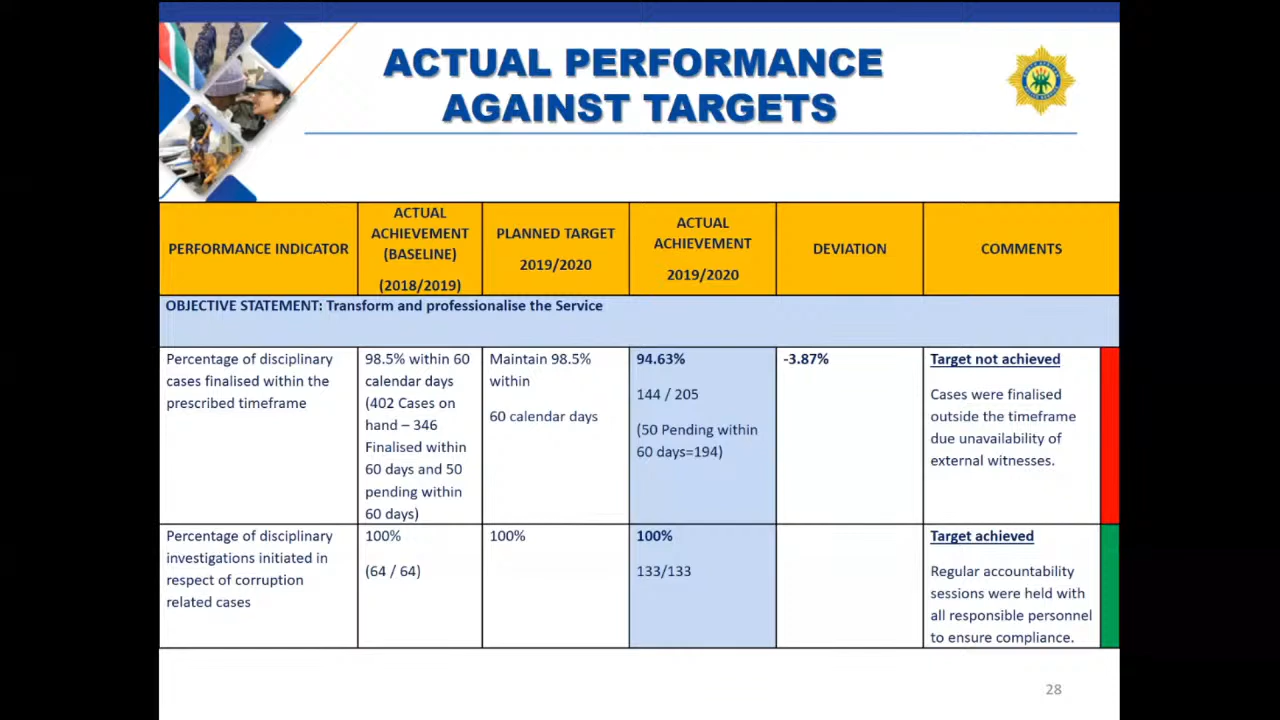 ACTUAL PERFORMANCE
AGAINST TARGETS
PERFORMANCE INDICATOR
ACTUAL
ACHIEVEMENT
(BASELINE)
(2018/2019)
PLANNED TARGET
2019/2020
ACTUAL
ACHIEVEMENT
2019/2020
DEVIATION
COMMENTS
OBJECTIVE STATEMENT: Transform and professionalise the Service
Percentage of disciplinary
cases finalised within the
prescribed timeframe
98.5% within 60
calendar days
(402 Cases on
hand – 346
Finalised within
60 days and 50
pending within
60 days)
Maintain 98.5%
within
60 calendar days
94.63%
144 / 205
(50 Pending within
60 days=194)
-3.87%
Target not achieved
Cases were finalised
outside the timeframe
due unavailability of
external witnesses.
Percentage of disciplinary
investigations initiated in
respect of corruption
related cases
100%
(64 / 64)
100%
100%
133/133
Target achieved
Regular accountability
sessions were held with
all responsible personnel
to ensure compliance.
28